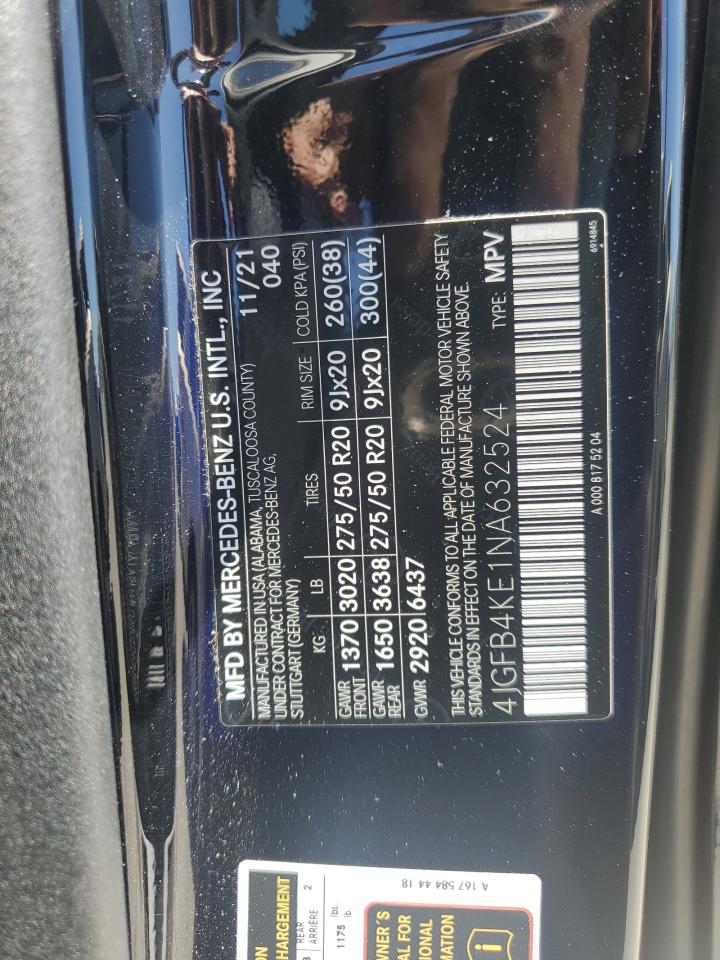 MFD BY MERCEDES-BENZ U.S. INTL., INC
MANUFACTURED IN USA (ALABAMA, TUSCALOOSA COUNTY) 11/21
UNDER CONTRACT FOR MERCEDES-BENZ AG, 040
STUTTGART (GERMANY)
KG LB TIRES RIM SIZE COLD KPA (PSI)
GAWR FRONT 1370 3020 275/50 R20 9Jx20 260(38)
GAWR REAR 1650 3638 275/50 R20 9Jx20 300(44)
GVWR 2920 6437
THIS VEHICLE CONFORMS TO ALL APPLICABLE FEDERAL MOTOR VEHICLE SAFETY
STANDARDS IN EFFECT ON THE DATE OF MANUFACTURE SHOWN ABOVE.
4JGFB4KE1NA632524 TYPE: MPV
A 000 817 52 04
6914845
CHARGEMENT
REAR
ARRIÈRE 2
1175 lbs.
lb.
A 167 584 44 18